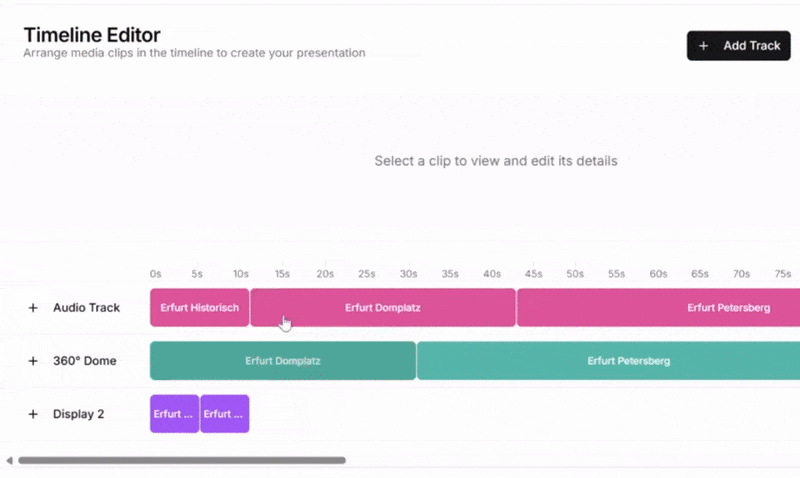 Timeline Editor
Arrange media clips in the timeline to create your presentation
+ Add Track
Select a clip to view and edit its details
0s 5s 10s 15s 20s 25s 30s 35s 40s 45s 50s 55s 60s 65s 70s 75s
+ Audio Track Erfurt Historisch Erfurt Domplatz Erfurt Petersberg
+ 360° Dome Erfurt Domplatz Erfurt Petersberg
+ Display 2 Erfurt ... Erfurt ...